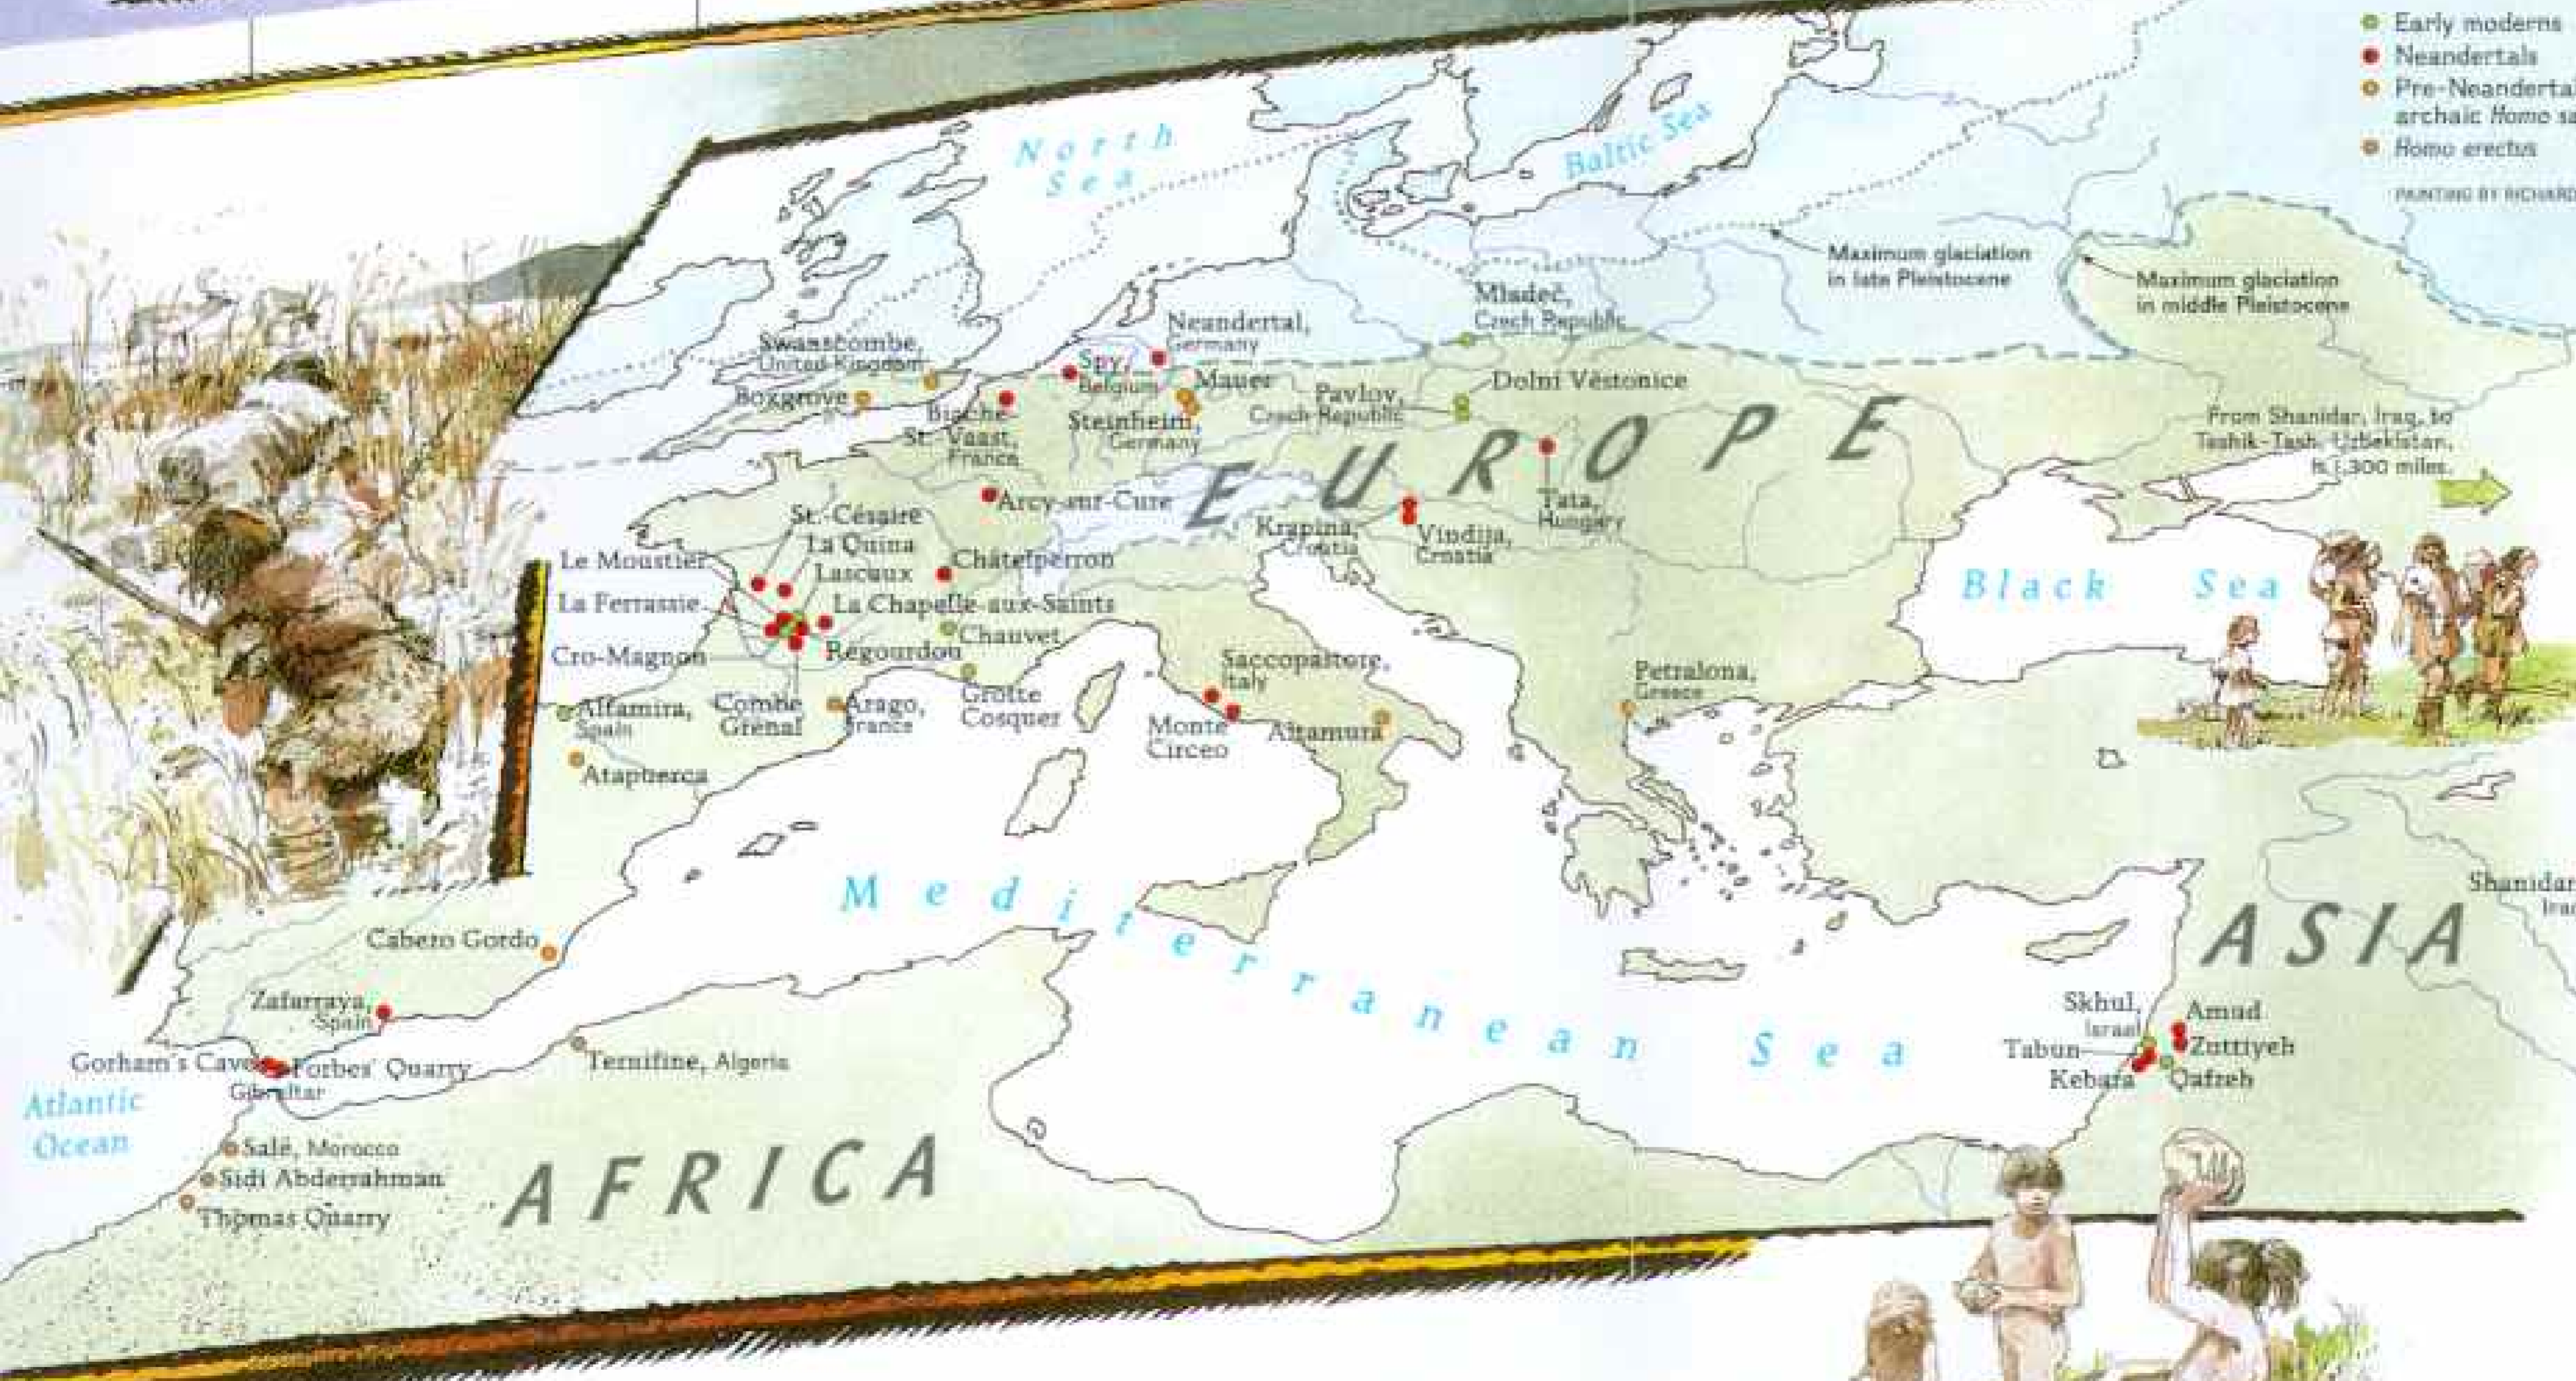 Early moderns
Neandertals
Pre-Neandertal
archaic Homo sa
Homo erectus
PAINTING BY RICHARD
North
Sea
Baltic Sea
Maximum glaciation
in late Pleistocene
Maximum glaciation
in middle Pleistocene
Mladeč,
Czech Republic
Neandertal,
Germany
Swanscombe,
United Kingdom
Spy,
Belgium
Boxgrove
Mauer
Pavlov,
Czech Republic
Dolní Věstonice
Biache
St. Vaast,
France
Steinheim,
Germany
EUROPE
From Shanidar, Iraq, to
Teshik-Tash, Uzbekistan,
is 1,300 miles.
Arcy-sur-Cure
Tata,
Hungary
Krapina,
Croatia
Vindija,
Croatia
St.-Césaire
La Quina
Lascaux
Le Moustier
Châtelperron
La Ferrassie
La Chapelle-aux-Saints
Chauvet
Cro-Magnon
Régourdou
Black Sea
Saccopastore,
Italy
Petralona,
Greece
Altamira,
Spain
Combe
Grenal
Arago,
France
Grotte
Cosquer
Monte
Circeo
Altamura
Atapuerca
Mediterranean Sea
Shanidar
Iraq
ASIA
Cabezo Gordo
Zafarraya,
Spain
Skhul,
Israel
Amud
Tabun
Zuttiyeh
Kebara
Qafzeh
Gorham's Cave
Forbes' Quarry
Gibraltar
Ternifine, Algeria
Atlantic
Ocean
Salé, Morocco
Sidi Abderrahman
Thomas Quarry
AFRICA